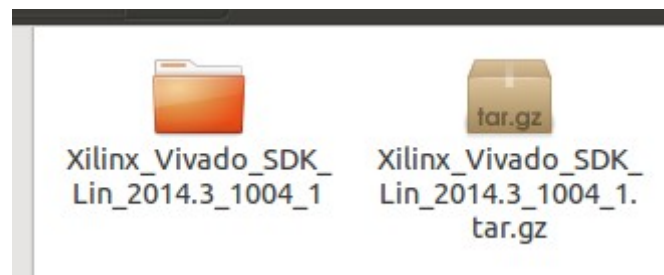 tar.gz
Xilinx_Vivado_SDK_
Lin_2014.3_1004_1
Xilinx_Vivado_SDK_
Lin_2014.3_1004_1.
tar.gz